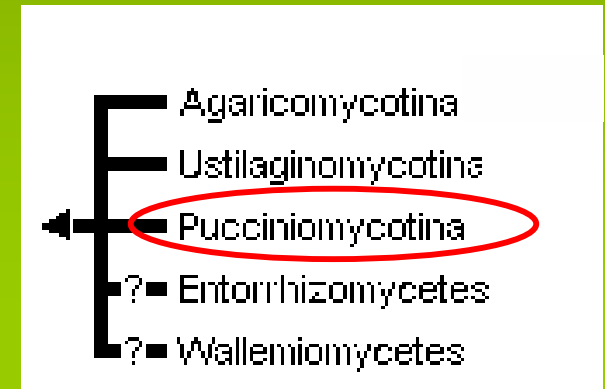 Agaricomycotina
Ustilaginomycotina
Pucciniomycotina
? Entorrhizomycetes
? Wallemiomycetes